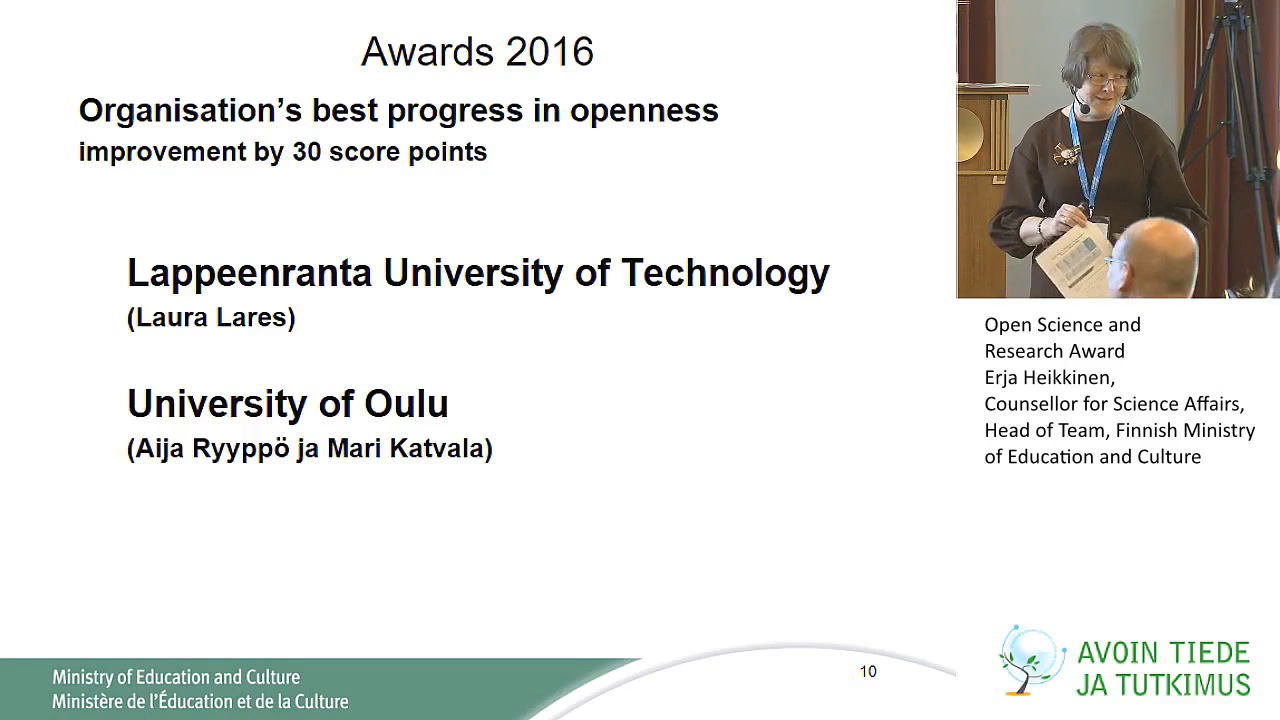 Awards 2016
Organisation’s best progress in openness
improvement by 30 score points
Lappeenranta University of Technology
(Laura Lares)
University of Oulu
(Aija Ryyppö ja Mari Katvala)
Ministry of Education and Culture
Ministère de l’Éducation et de la Culture
10
Open Science and
Research Award
Erja Heikkinen,
Counsellor for Science Affairs,
Head of Team, Finnish Ministry
of Education and Culture
AVOIN TIEDE
JA TUTKIMUS